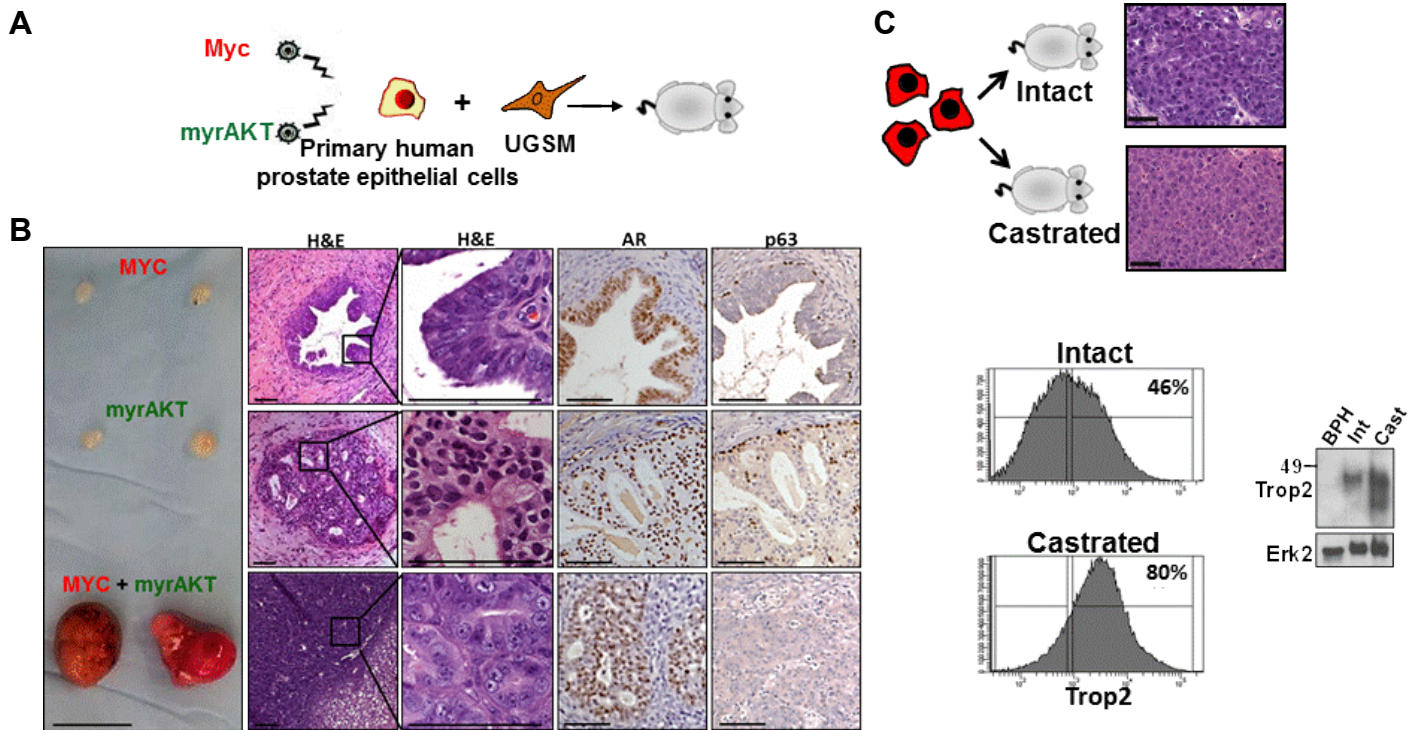 A
Myc
myrAKT
Primary human
prostate epithelial cells
+
UGSM
B
H&E
H&E
AR
p63
MYC
myrAKT
MYC + myrAKT
C
Intact
Castrated
Intact
46%
Castrated
80%
Trop2
BPH
Int
Cast
49
Trop2
Erk2